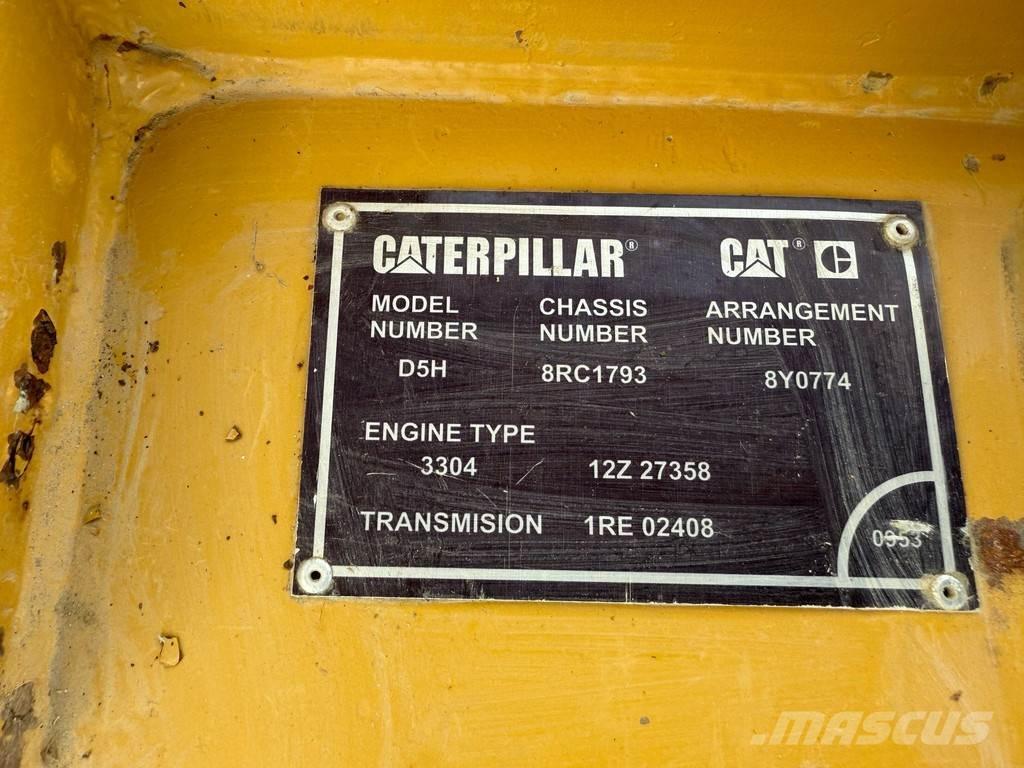 CATERPILLAR® CAT®
MODEL NUMBER CHASSIS NUMBER ARRANGEMENT NUMBER
D5H 8RC1793 8Y0774
ENGINE TYPE
3304 12Z 27358
TRANSMISION 1RE 02408
0953
.MASCUS